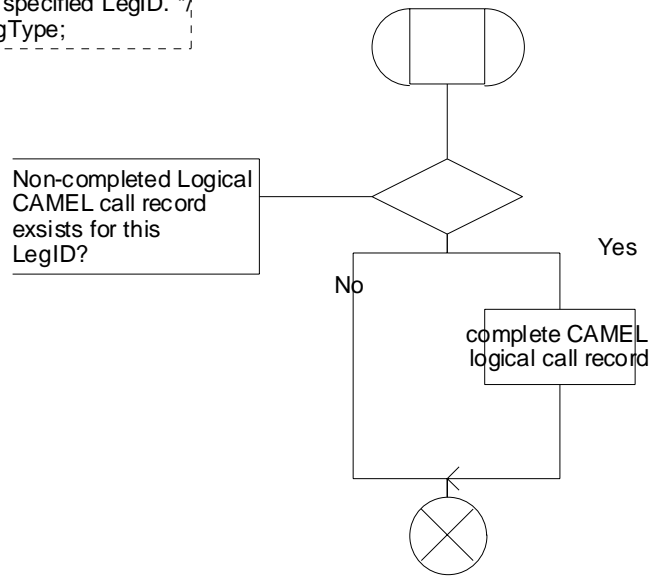 specified LegID. */
gType;
Non-completed Logical
CAMEL call record
exsists for this
LegID?
Yes
No
complete CAMEL
logical call record